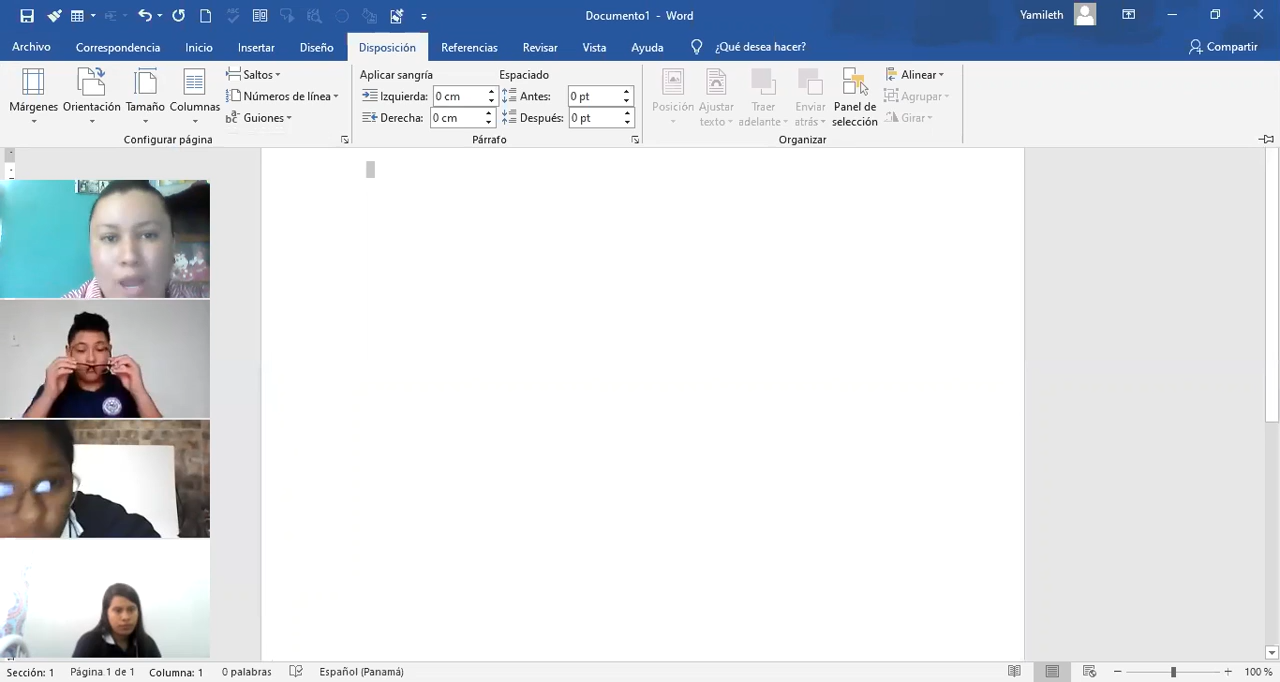 Documento1 - Word
Yamileth
Archivo Correspondencia Inicio Insertar Diseño Disposición Referencias Revisar Vista Ayuda ¿Qué desea hacer? Compartir
Márgenes Orientación Tamaño Columnas
Saltos
Números de línea
Guiones
Configurar página
Aplicar sangría Espaciado
Izquierda: 0 cm Antes: 0 pt
Derecha: 0 cm Después: 0 pt
Párrafo
Posición Ajustar texto Traer adelante Enviar atrás Panel de selección
Alinear
Agrupar
Girar
Organizar
Sección: 1 Página 1 de 1 Columna: 1 0 palabras Español (Panamá) 100 %